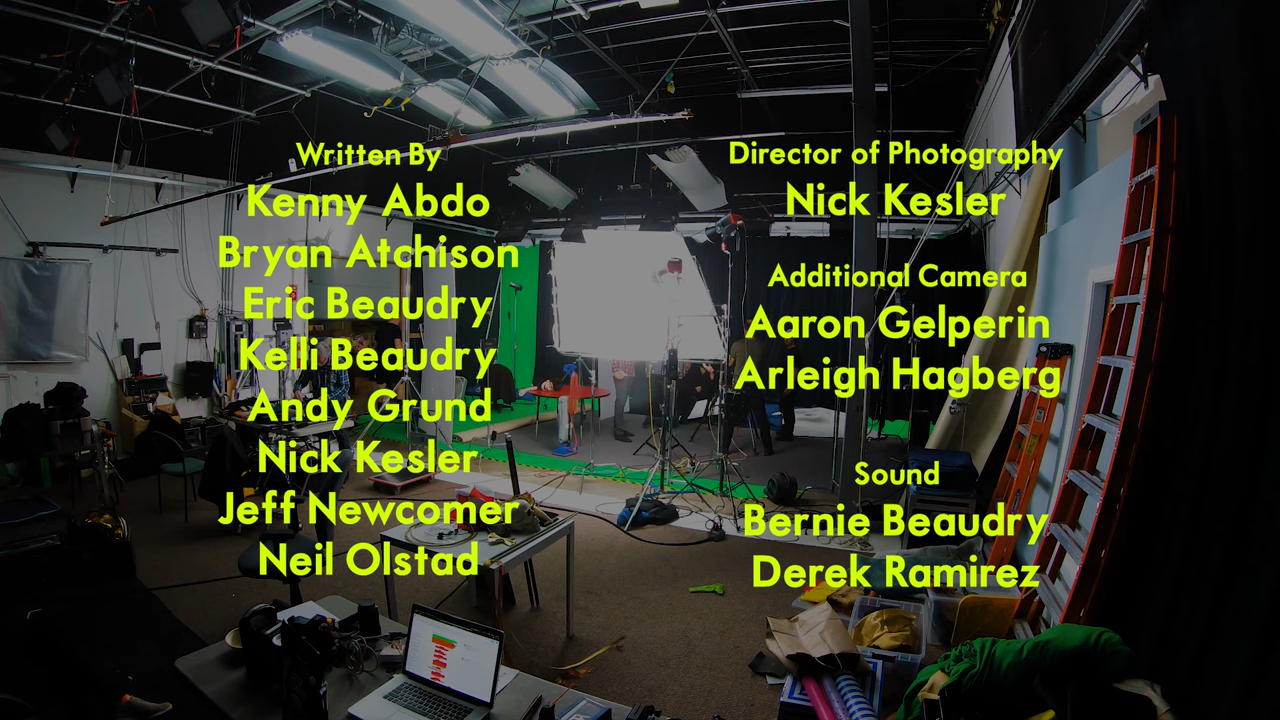 Written By
Kenny Abdo
Bryan Atchison
Eric Beaudry
Kelli Beaudry
Andy Grund
Nick Kesler
Jeff Newcomer
Neil Olstad
Director of Photography
Nick Kesler
Additional Camera
Aaron Gelperin
Arleigh Hagberg
Sound
Bernie Beaudry
Derek Ramirez